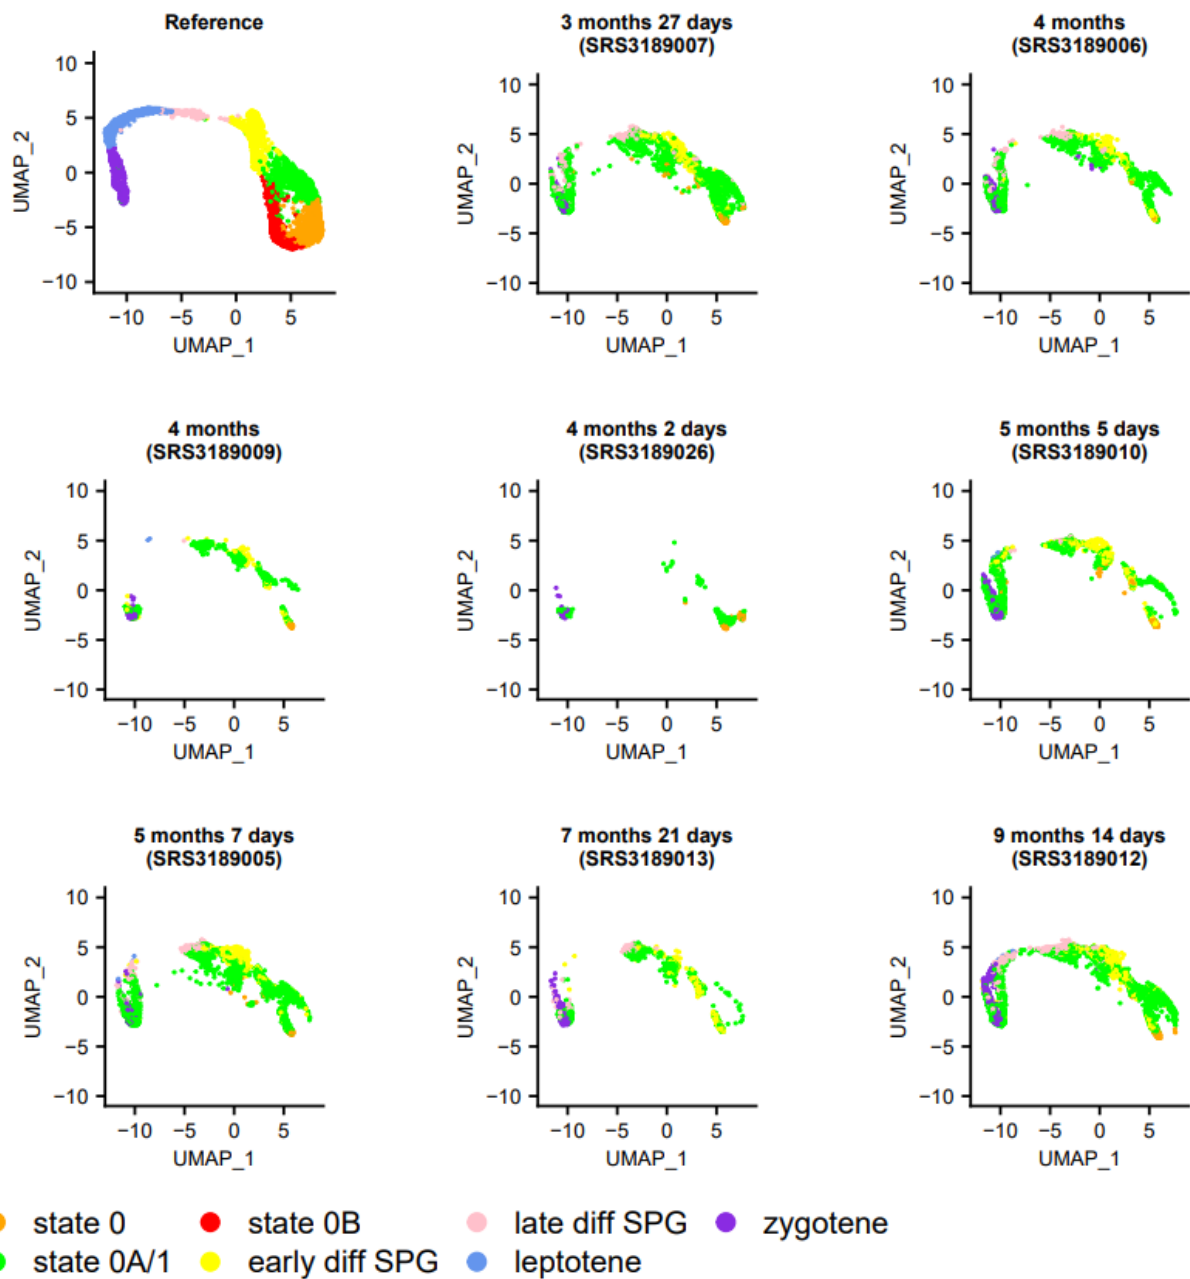 Reference
3 months 27 days
(SRS3189007)
4 months
(SRS3189006)
10
5
0
−5
−10
UMAP_2
−10 −5 0 5
UMAP_1
10
5
0
−5
−10
UMAP_2
−10 −5 0 5
UMAP_1
10
5
0
−5
−10
UMAP_2
−10 −5 0 5
UMAP_1
4 months
(SRS3189009)
4 months 2 days
(SRS3189026)
5 months 5 days
(SRS3189010)
10
5
0
−5
−10
UMAP_2
−10 −5 0 5
UMAP_1
10
5
0
−5
−10
UMAP_2
−10 −5 0 5
UMAP_1
10
5
0
−5
−10
UMAP_2
−10 −5 0 5
UMAP_1
5 months 7 days
(SRS3189005)
7 months 21 days
(SRS3189013)
9 months 14 days
(SRS3189012)
10
5
0
−5
−10
UMAP_2
−10 −5 0 5
UMAP_1
10
5
0
−5
−10
UMAP_2
−10 −5 0 5
UMAP_1
10
5
0
−5
−10
UMAP_2
−10 −5 0 5
UMAP_1
state 0 state 0B late diff SPG zygotene
state 0A/1 early diff SPG leptotene